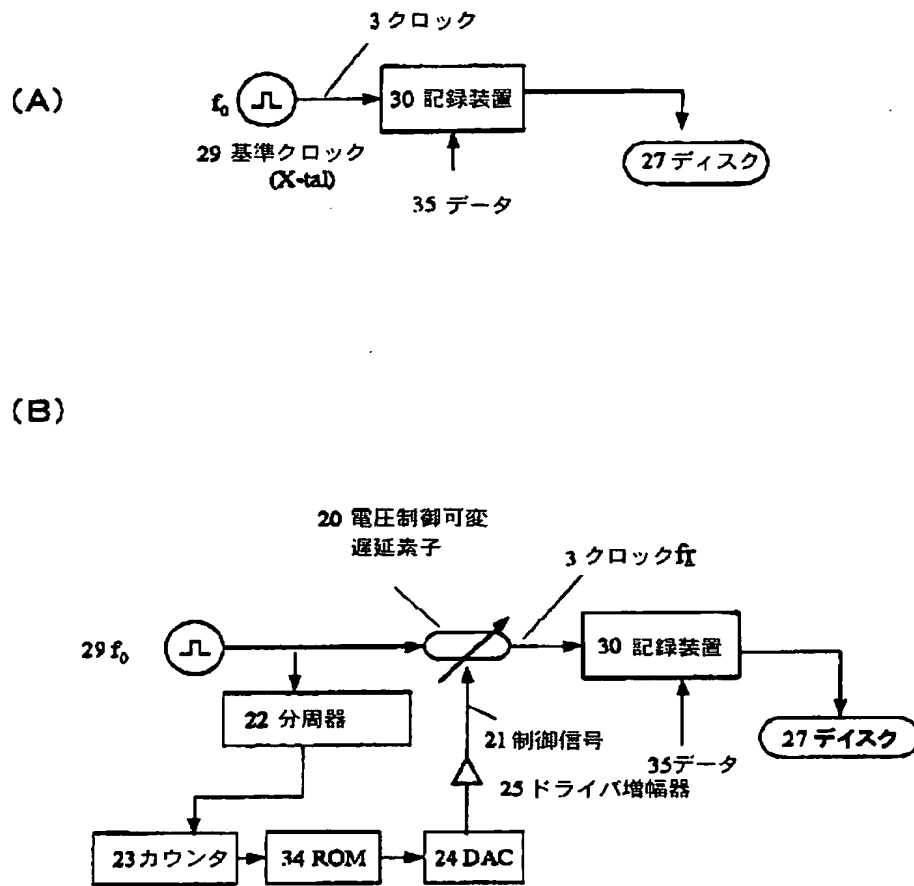 3 クロック
(A)
f₀
30 記録装置
29 基準クロック
(X-tal)
27 ディスク
35 データ
(B)
20 電圧制御可変
遅延素子
3 クロックfI
29 f₀
30 記録装置
22 分周器
21 制御信号
35データ
27 デイスク
25 ドライバ増幅器
23カウンタ
34 ROM
24 DAC